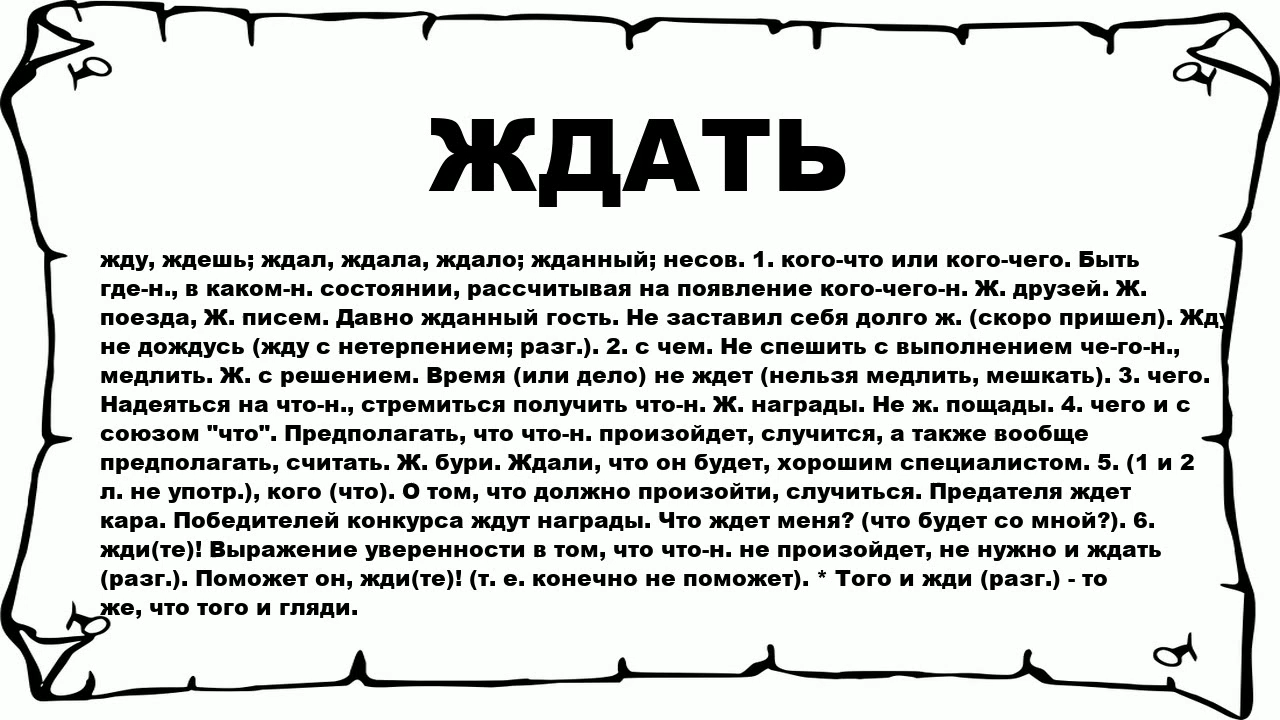 ЖДАТЬ
жду, ждешь; ждал, ждала, ждало; жданный; несов. 1. кого-что или кого-чего. Быть
где-н., в каком-н. состоянии, рассчитывая на появление кого-чего-н. Ж. друзей. Ж.
поезда, Ж. писем. Давно жданный гость. Не заставил себя долго ж. (скоро пришел). Жду
не дождусь (жду с нетерпением; разг.). 2. с чем. Не спешить с выполнением че-го-н.,
медлить. Ж. с решением. Время (или дело) не ждет (нельзя медлить, мешкать). 3. чего.
Надеяться на что-н., стремиться получить что-н. Ж. награды. Не ж. пощады. 4. чего и с
союзом "что". Предполагать, что что-н. произойдет, случится, а также вообще
предполагать, считать. Ж. бури. Ждали, что он будет, хорошим специалистом. 5. (1 и 2
л. не употр.), кого (что). О том, что должно произойти, случиться. Предателя ждет
кара. Победителей конкурса ждут награды. Что ждет меня? (что будет со мной?). 6.
жди(те)! Выражение уверенности в том, что что-н. не произойдет, не нужно и ждать
(разг.). Поможет он, жди(те)! (т. е. конечно не поможет). * Того и жди (разг.) - то
же, что того и гляди.